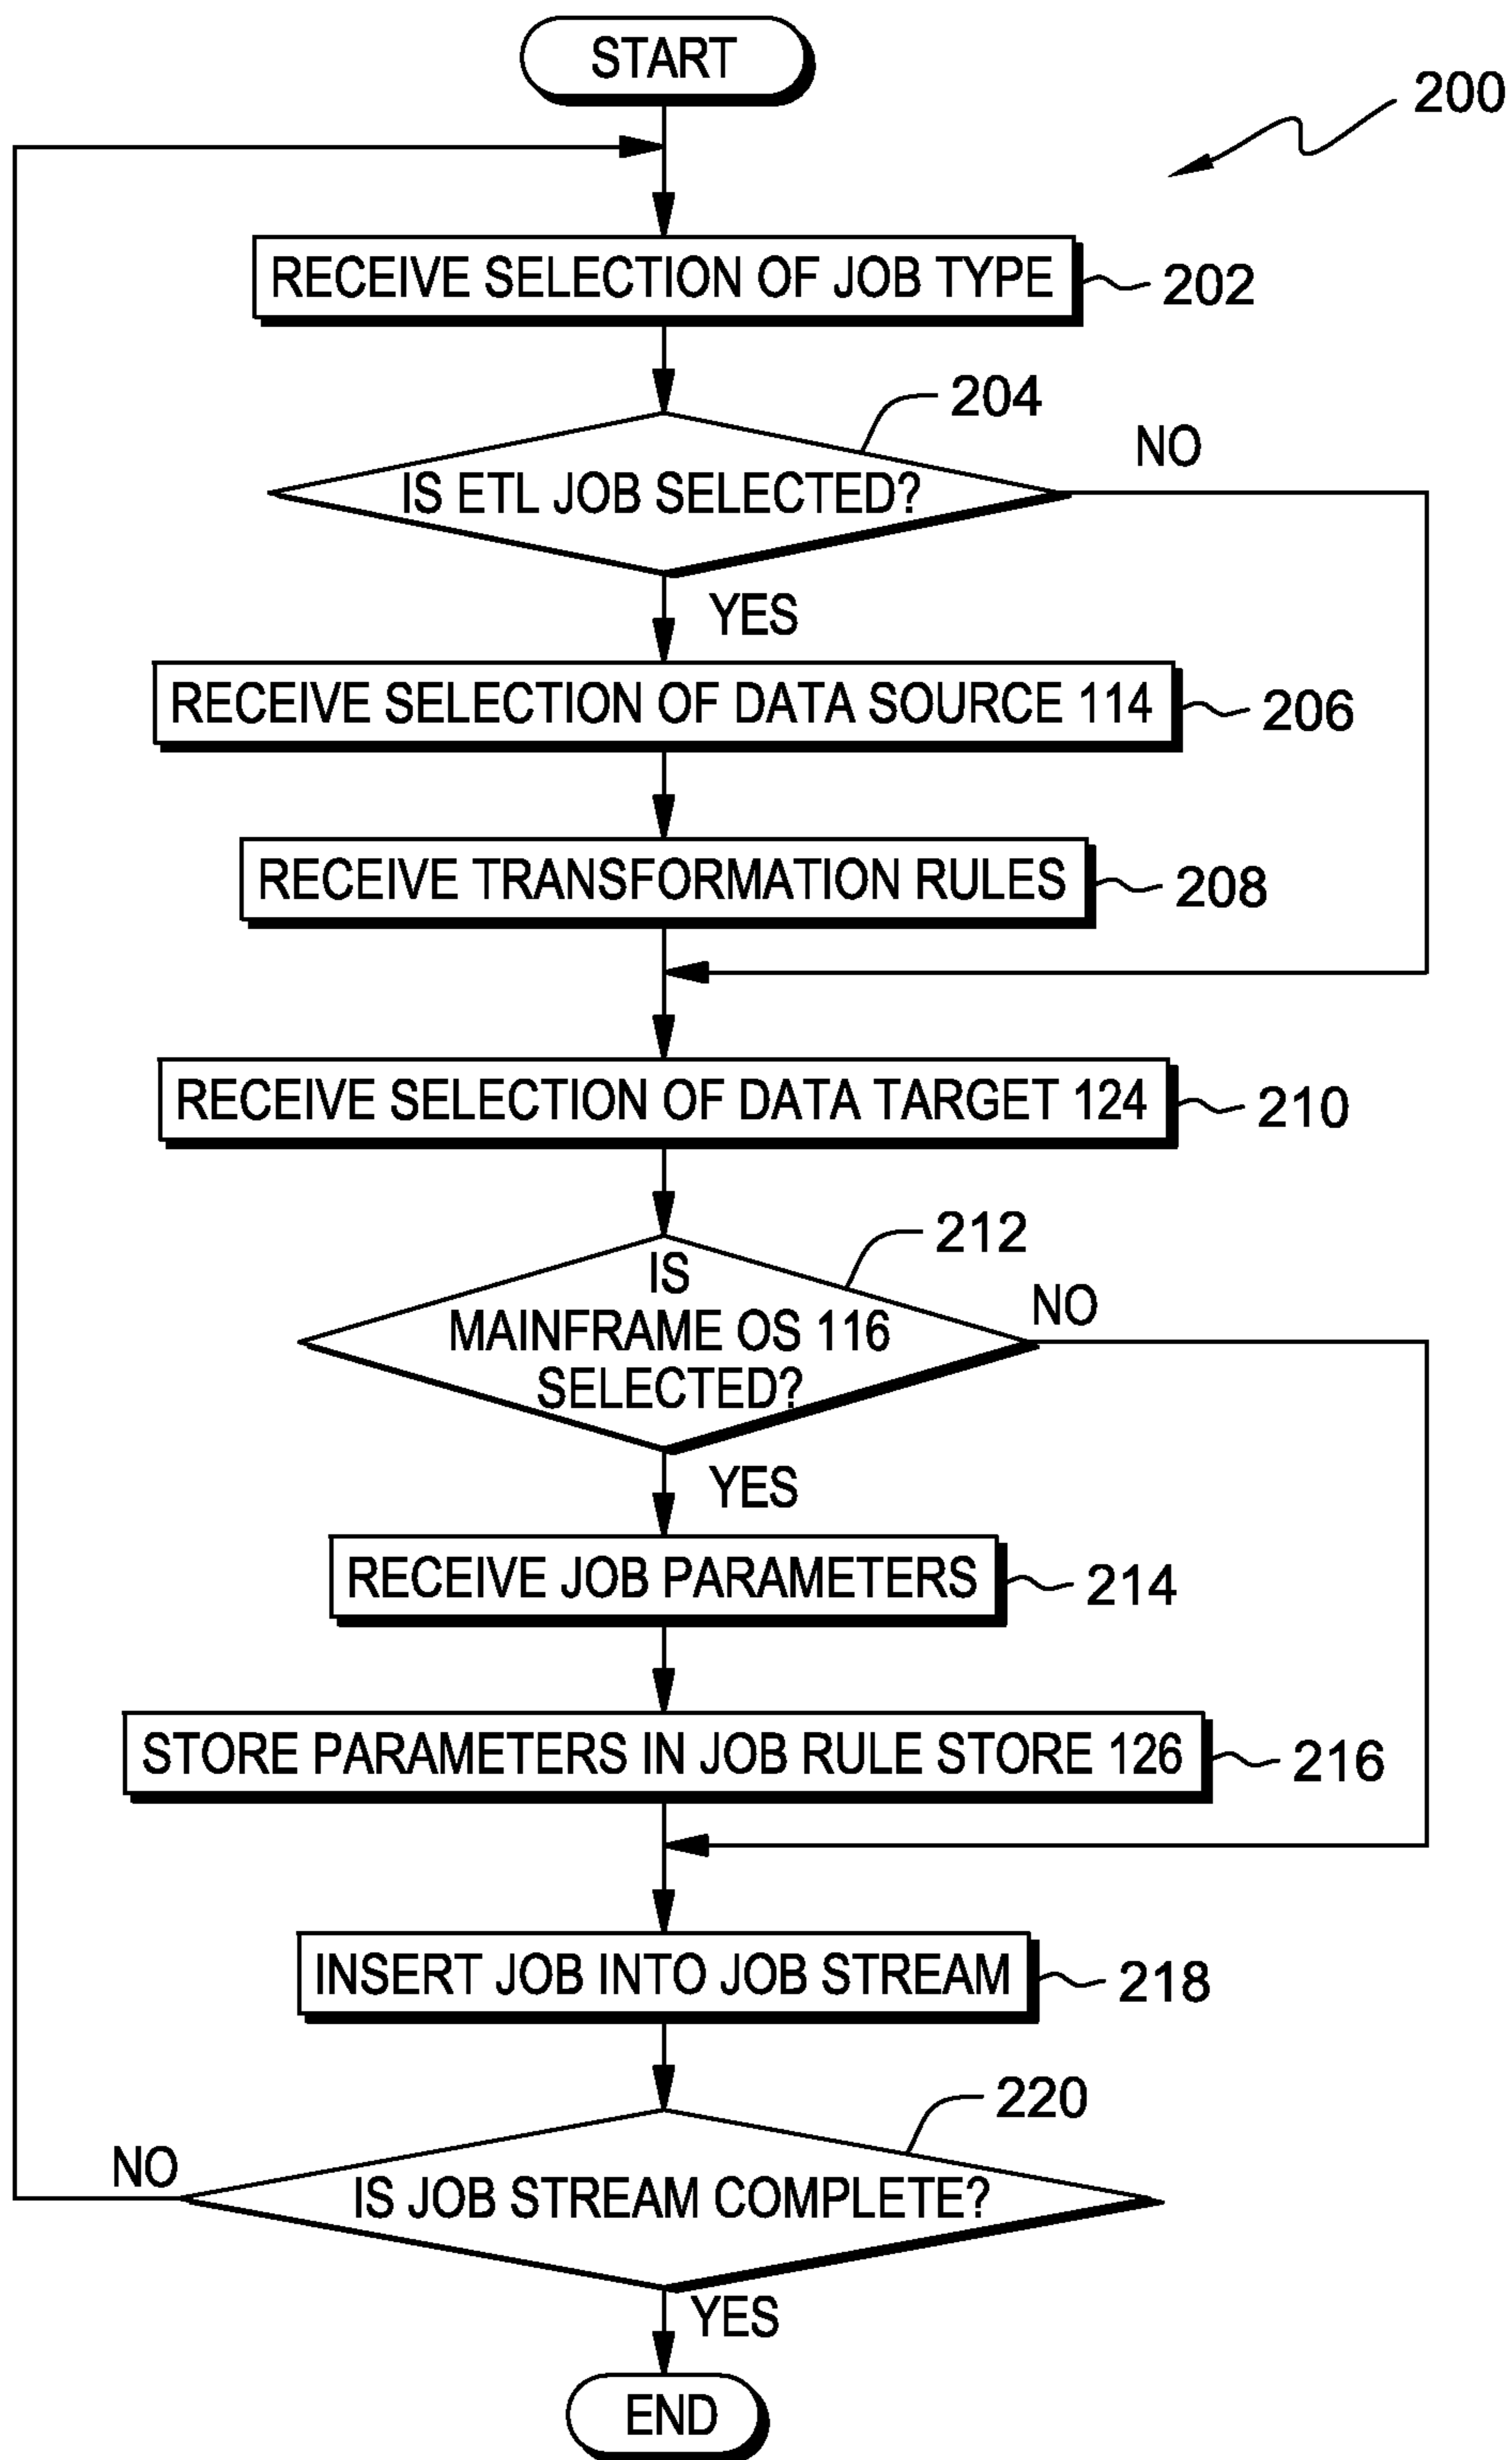 START
200
RECEIVE SELECTION OF JOB TYPE
202
204
NO
IS ETL JOB SELECTED?
YES
RECEIVE SELECTION OF DATA SOURCE 114
206
RECEIVE TRANSFORMATION RULES
208
RECEIVE SELECTION OF DATA TARGET 124
210
212
IS
MAINFRAME OS 116
SELECTED?
NO
YES
RECEIVE JOB PARAMETERS
214
STORE PARAMETERS IN JOB RULE STORE 126
216
INSERT JOB INTO JOB STREAM
218
220
NO
IS JOB STREAM COMPLETE?
YES
END